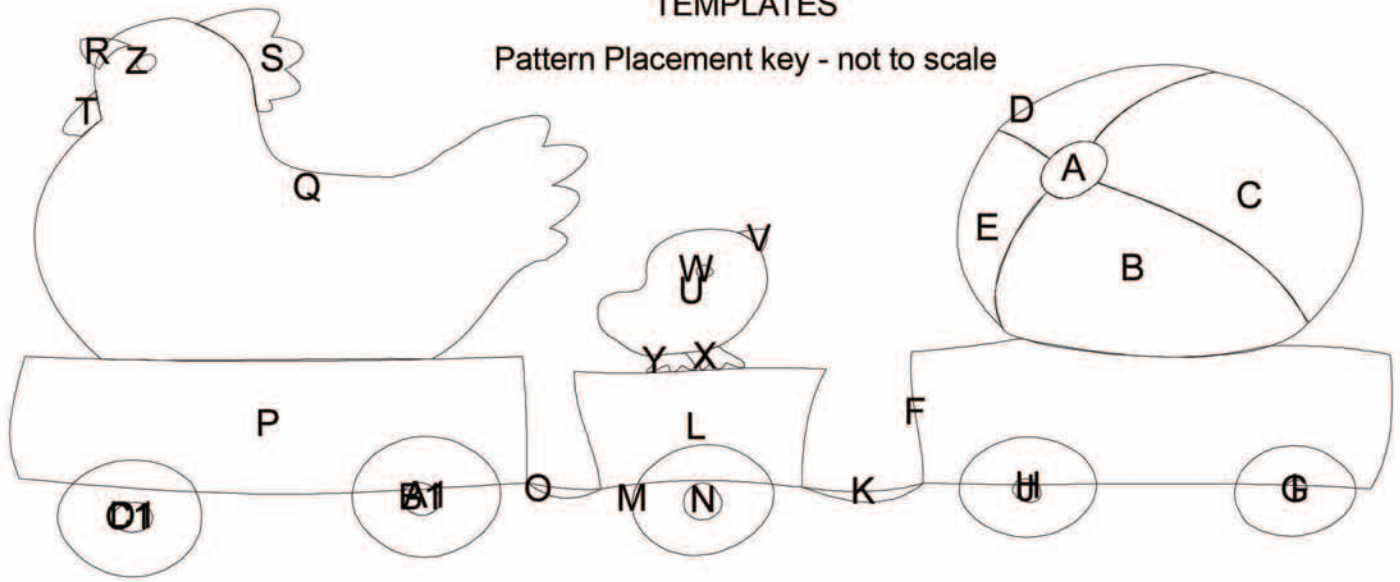 TEMPLATES
Pattern Placement key - not to scale
R Z S
T
D
A
Q
C
E
V
B
W
U
Y X
P
F
L
O M N K